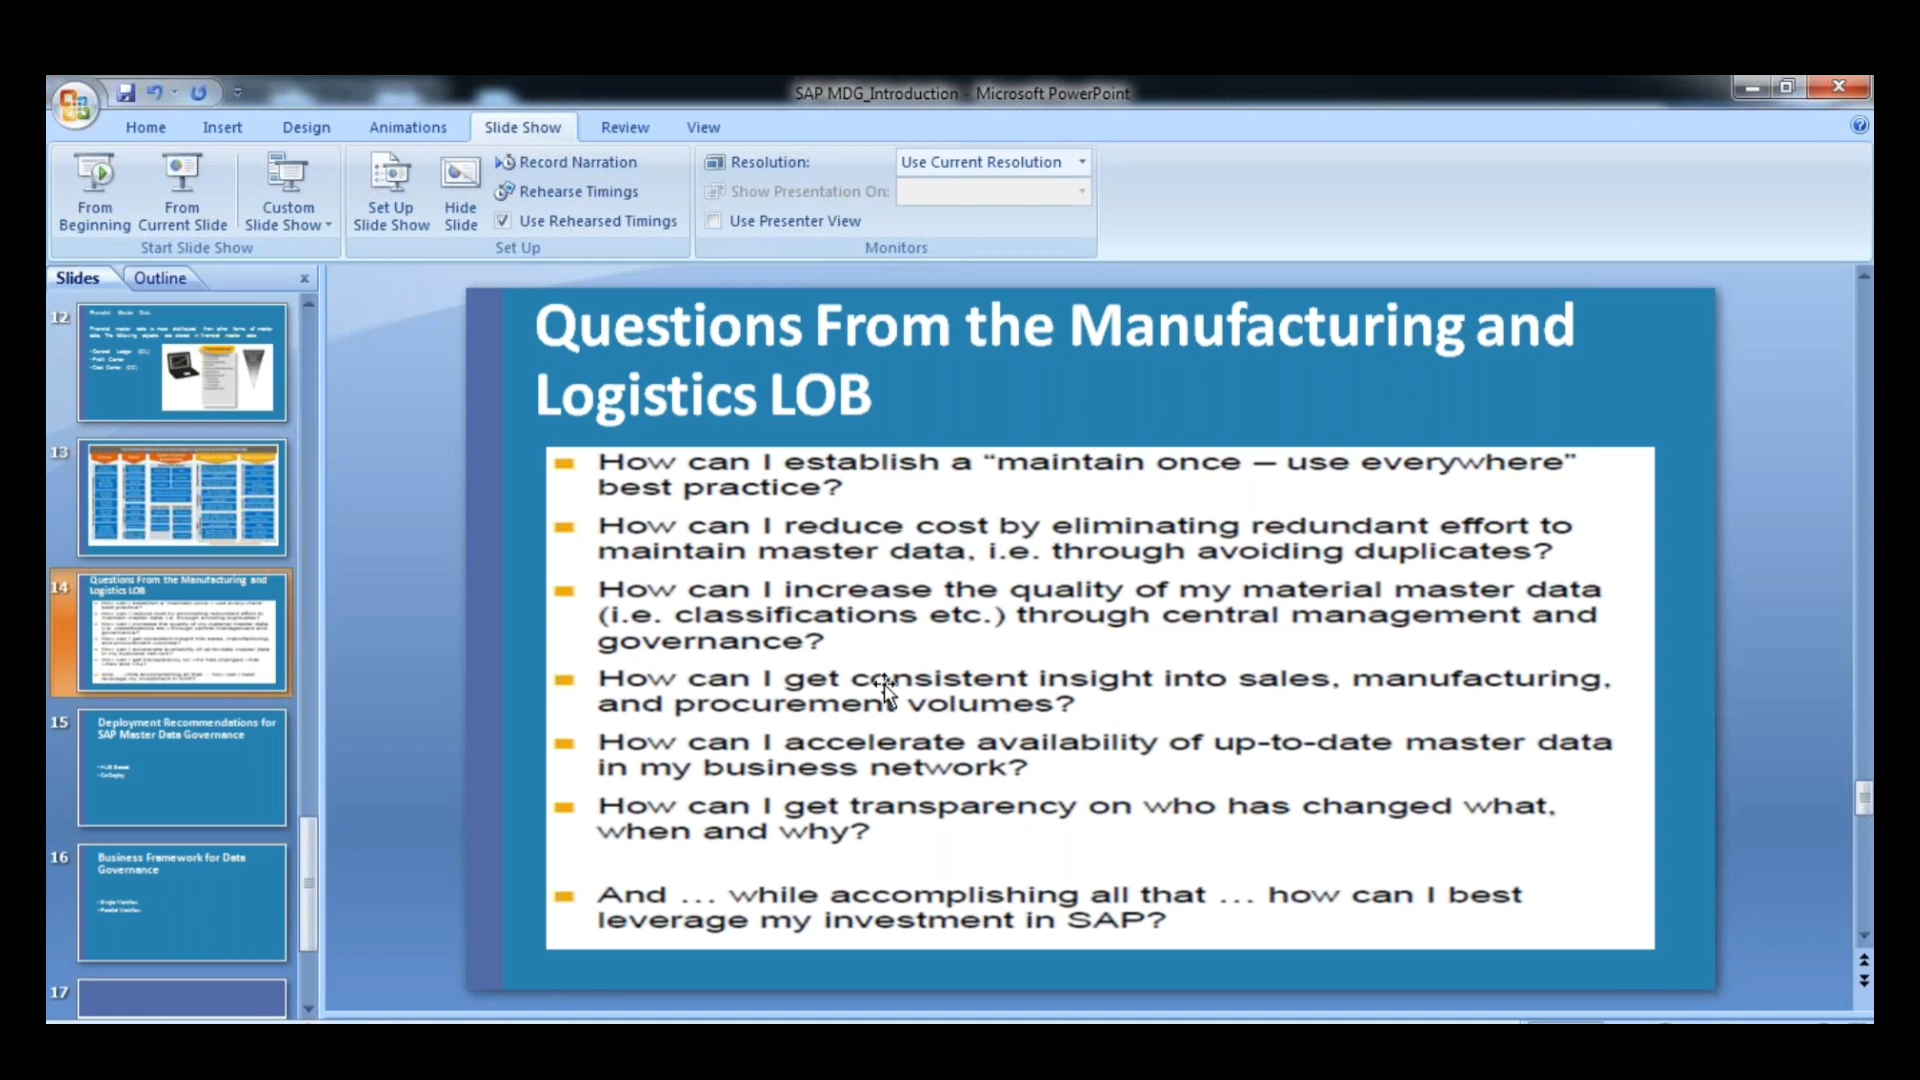 SAP MDG_Introduction - Microsoft PowerPoint
Home Insert Design Animations Slide Show Review View
From Beginning
From Current Slide
Custom Slide Show
Start Slide Show
Set Up Slide Show
Hide Slide
Record Narration
Rehearse Timings
Use Rehearsed Timings
Set Up
Resolution: Use Current Resolution
Show Presentation On:
Use Presenter View
Monitors
Slides Outline x
12
13
14
Questions From the Manufacturing and
Logistics LOB
15
Deployment Recommendations for
SAP Master Data Governance
16
Business Framework for Data
Governance
17
Questions From the Manufacturing and
Logistics LOB
How can I establish a “maintain once – use everywhere”
best practice?
How can I reduce cost by eliminating redundant effort to
maintain master data, i.e. through avoiding duplicates?
How can I increase the quality of my material master data
(i.e. classifications etc.) through central management and
governance?
How can I get consistent insight into sales, manufacturing,
and procurement volumes?
How can I accelerate availability of up-to-date master data
in my business network?
How can I get transparency on who has changed what,
when and why?
And ... while accomplishing all that ... how can I best
leverage my investment in SAP?